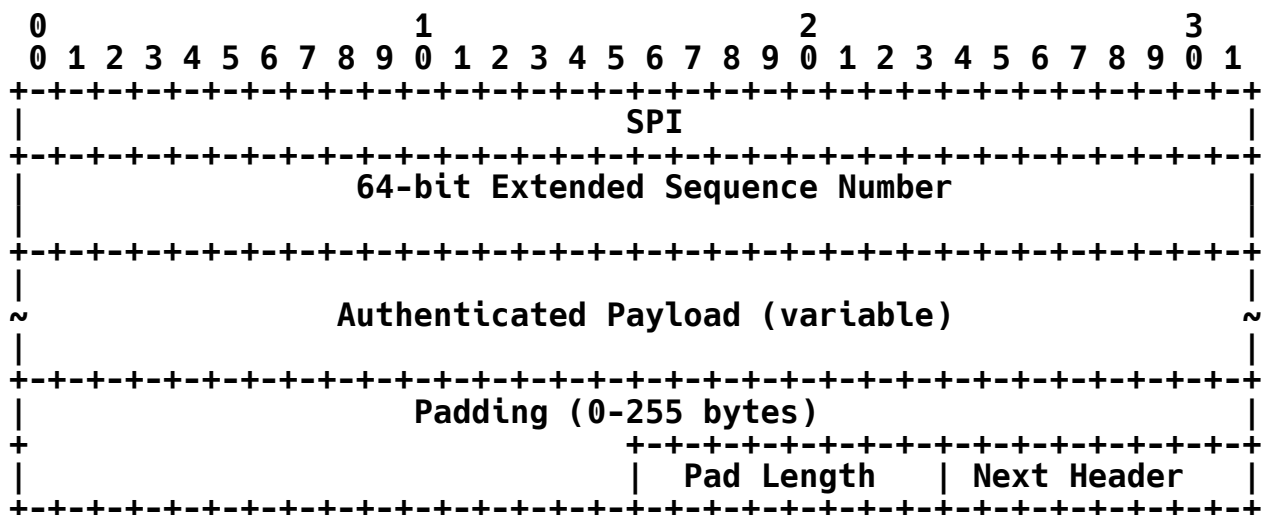 0                   1                   2                   3
 0 1 2 3 4 5 6 7 8 9 0 1 2 3 4 5 6 7 8 9 0 1 2 3 4 5 6 7 8 9 0 1
+-+-+-+-+-+-+-+-+-+-+-+-+-+-+-+-+-+-+-+-+-+-+-+-+-+-+-+-+-+-+-+-+
|                               SPI                             |
+-+-+-+-+-+-+-+-+-+-+-+-+-+-+-+-+-+-+-+-+-+-+-+-+-+-+-+-+-+-+-+-+
|                 64-bit Extended Sequence Number               |
|                                                               |
+-+-+-+-+-+-+-+-+-+-+-+-+-+-+-+-+-+-+-+-+-+-+-+-+-+-+-+-+-+-+-+-+
|                                                               |
~                Authenticated Payload (variable)               ~
|                                                               |
+-+-+-+-+-+-+-+-+-+-+-+-+-+-+-+-+-+-+-+-+-+-+-+-+-+-+-+-+-+-+-+-+
|                    Padding (0-255 bytes)                      |
+                               +-+-+-+-+-+-+-+-+-+-+-+-+-+-+-+-+
|                               |  Pad Length   | Next Header   |
+-+-+-+-+-+-+-+-+-+-+-+-+-+-+-+-+-+-+-+-+-+-+-+-+-+-+-+-+-+-+-+-+